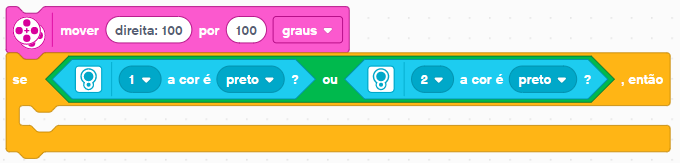 mover direita: 100 por 100 graus
se 1 a cor é preto ? ou 2 a cor é preto ? , então